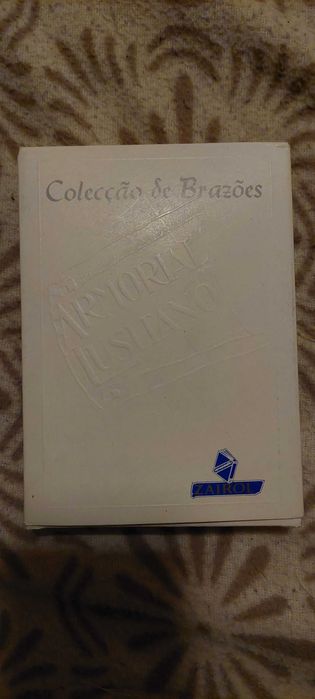 Colecção de Brazões
ARMORIAL
LUSITANO
ZAIROL